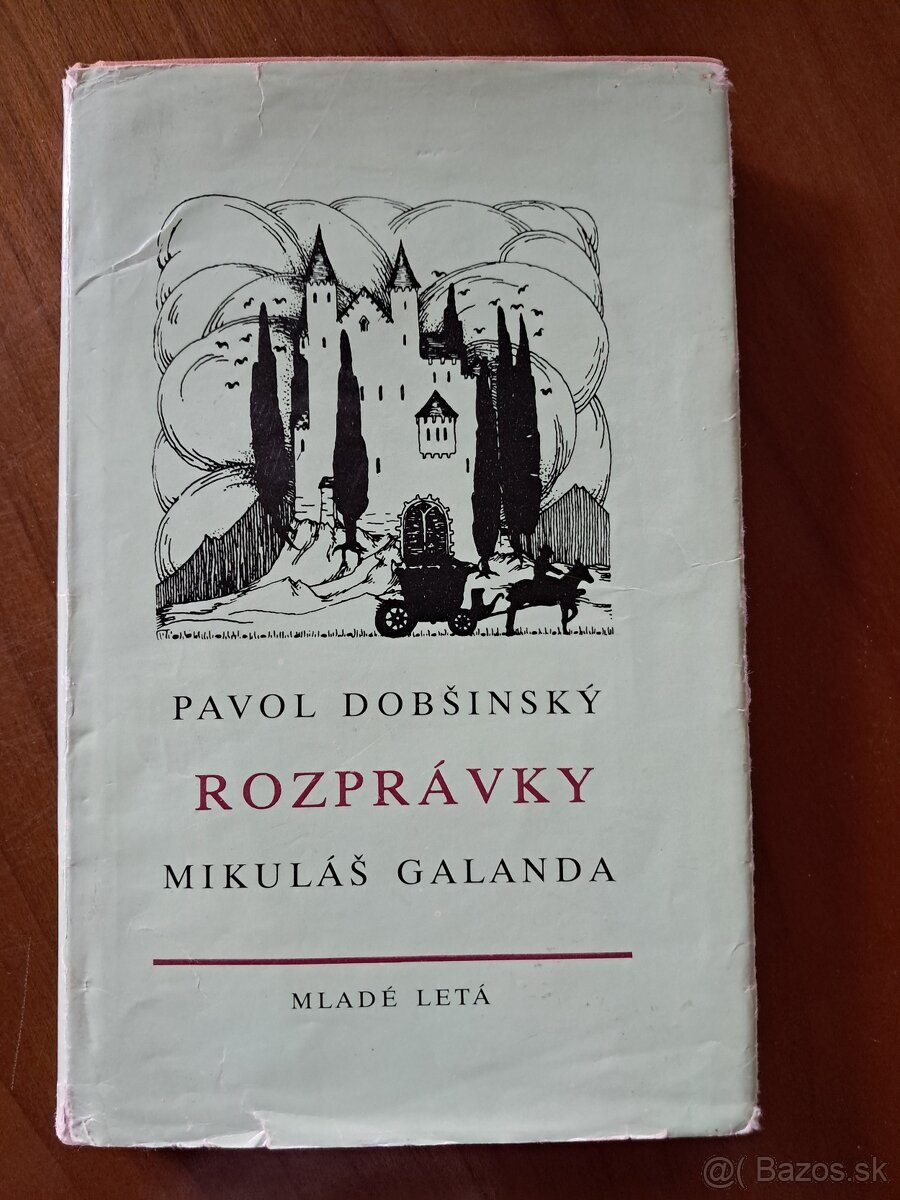 PAVOL DOBŠINSKÝ
ROZPRÁVKY
MIKULÁŠ GALANDA
MLADÉ LETÁ
@( Bazos.sk